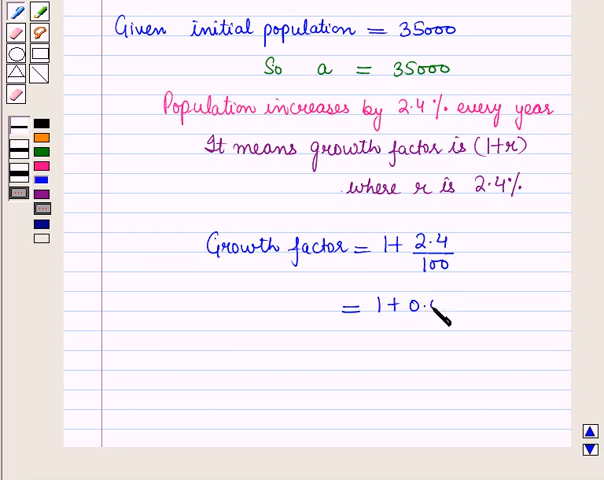 Given initial population = 35000
So a = 35000
Population increases by 2.4% every year
It means growth factor is (1+r)
where r is 2.4%.
Growth factor = 1+ 2.4/100
= 1+ 0.